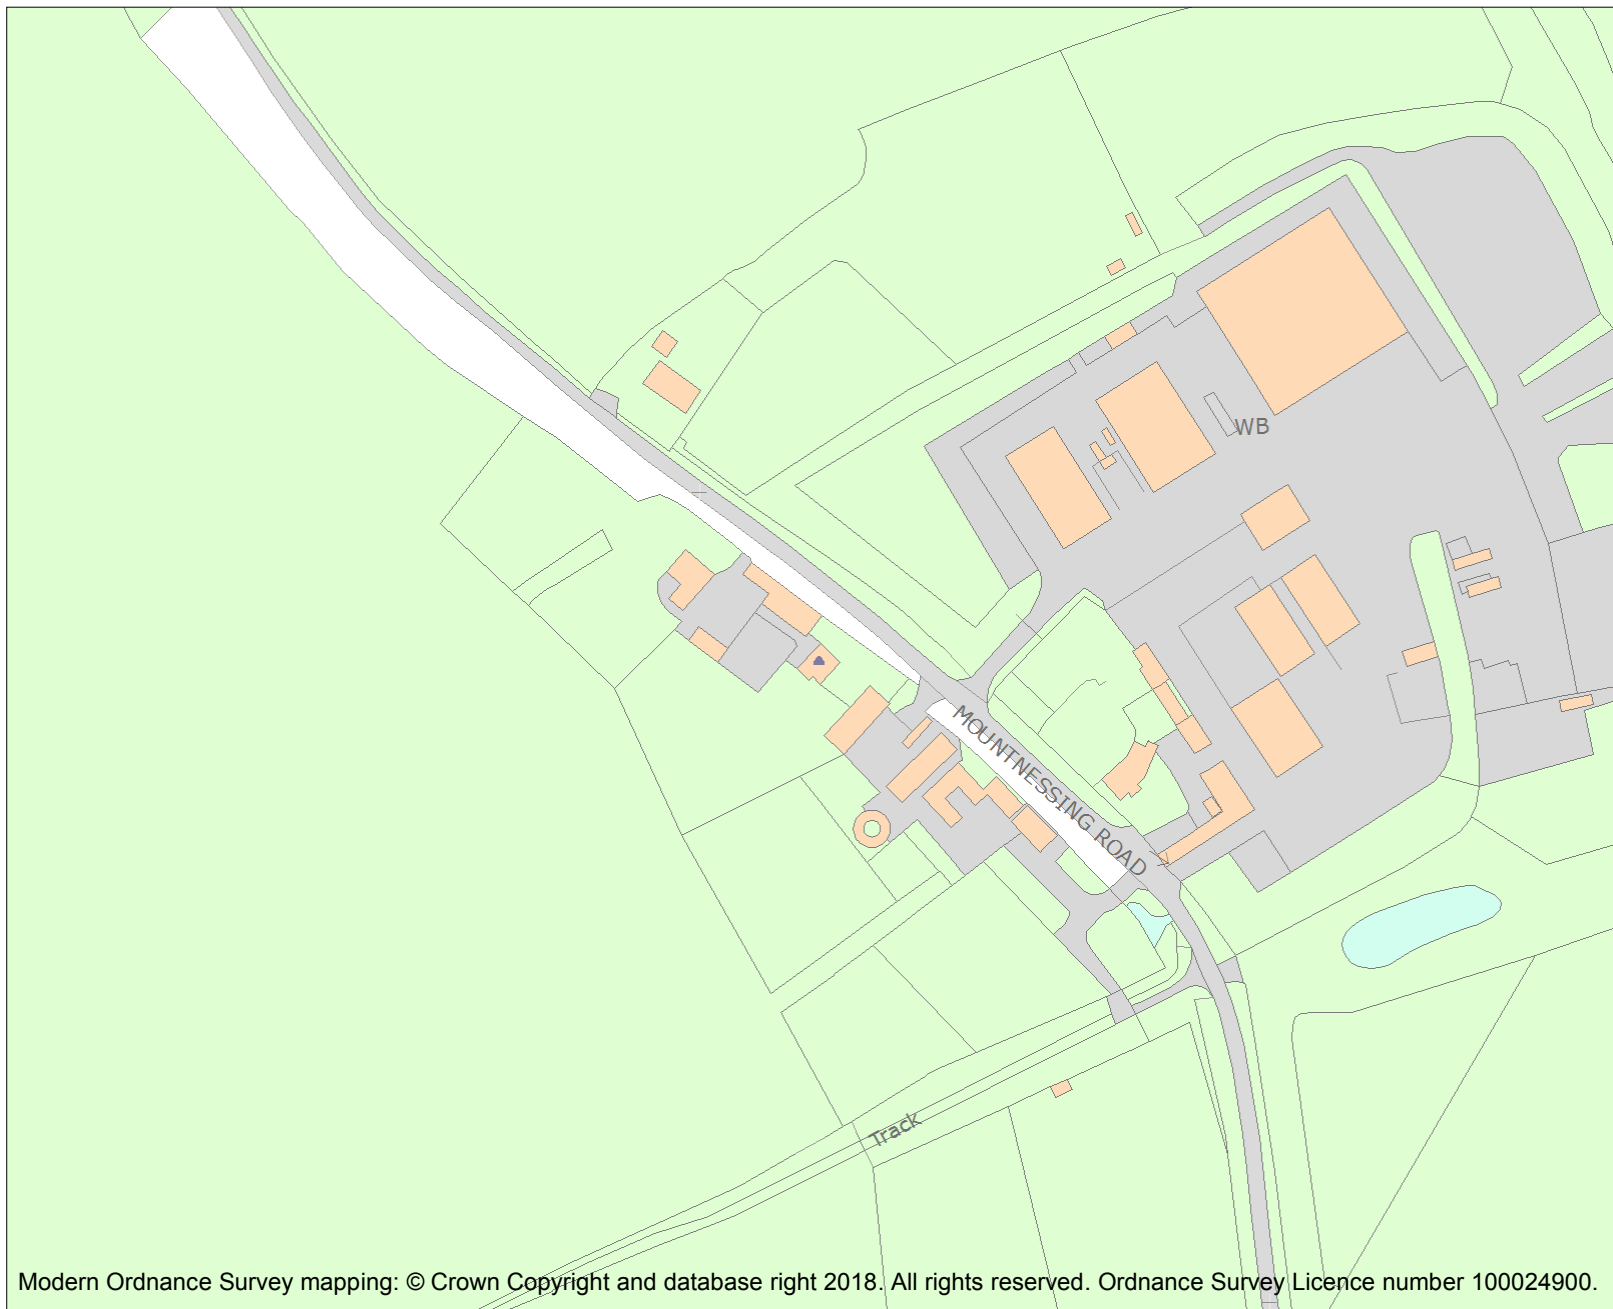 WB
MOUNTNESSING ROAD
Track
Modern Ordnance Survey mapping: © Crown Copyright and database right 2018. All rights reserved. Ordnance Survey Licence number 100024900.